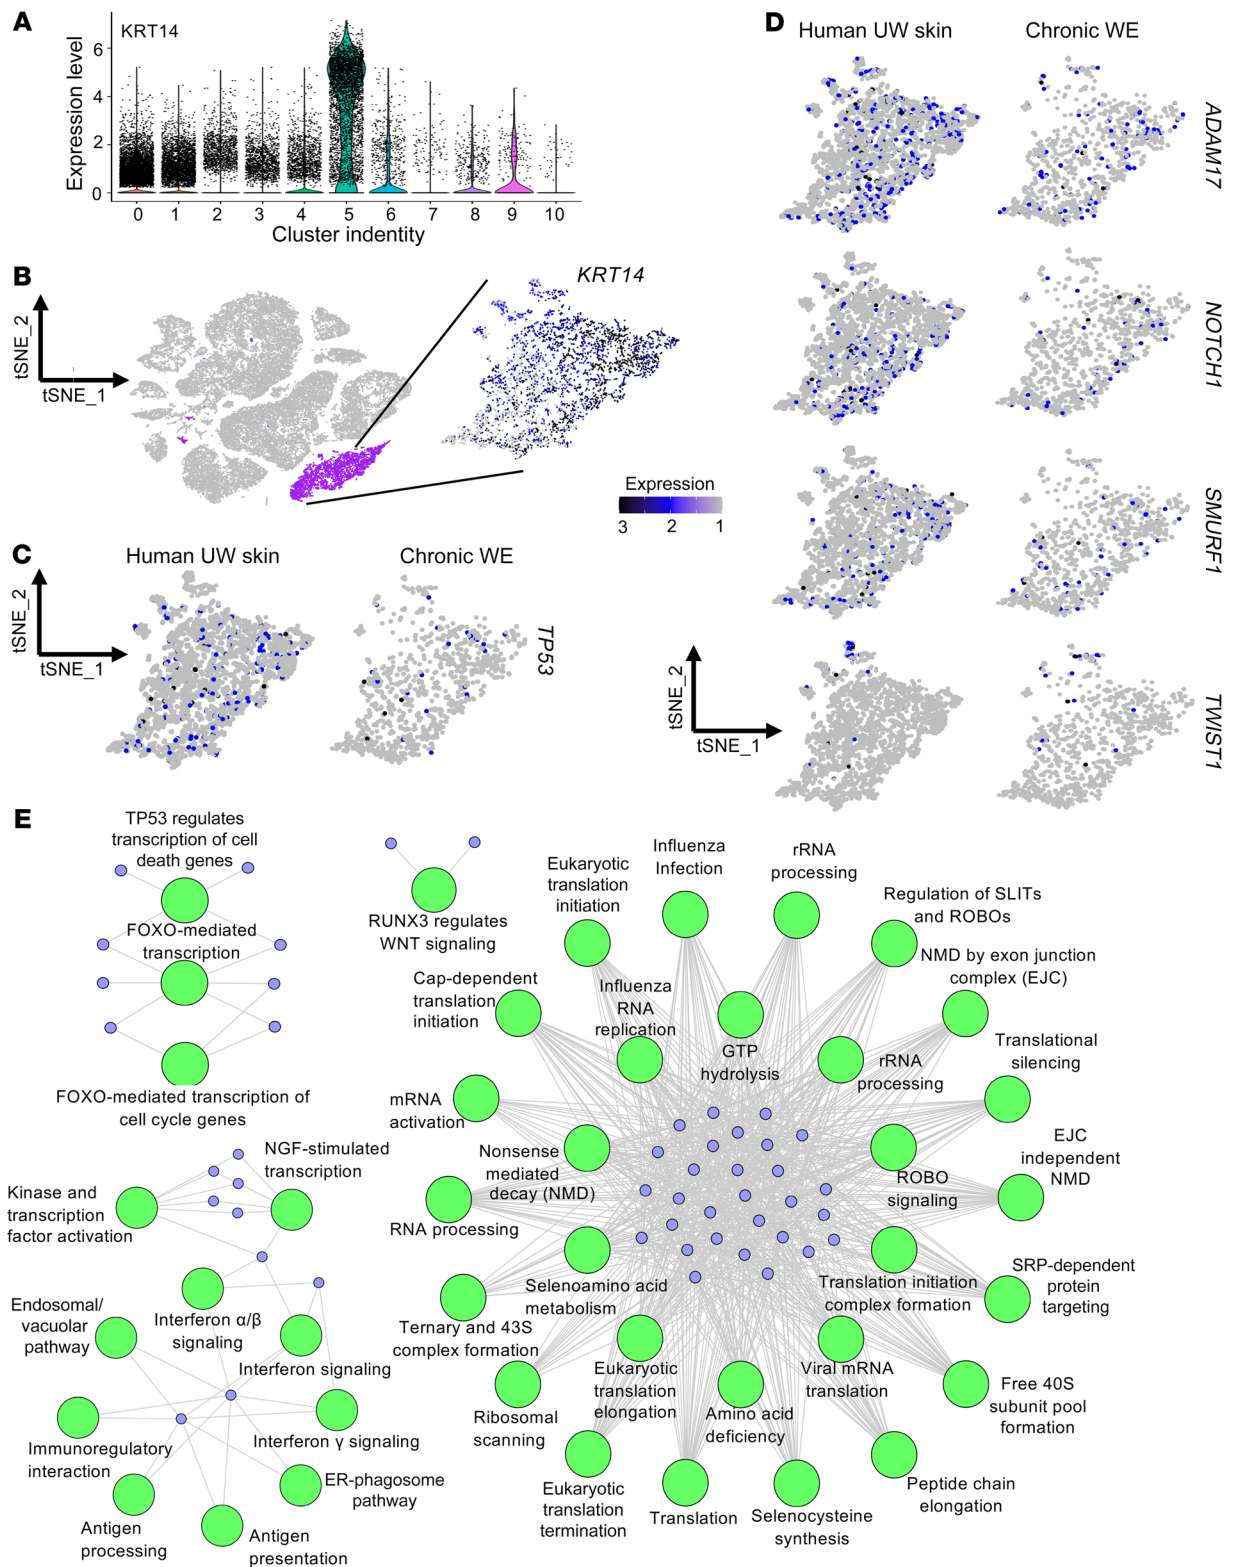 A
KRT14
Expression level
6
4
2
0
0 1 2 3 4 5 6 7 8 9 10
Cluster indentity
B
tSNE_2
tSNE_1
KRT14
Expression
3 2 1
C
Human UW skin
Chronic WE
tSNE_2
tSNE_1
TP53
D
Human UW skin
Chronic WE
ADAM17
NOTCH1
SMURF1
TWIST1
tSNE_2
tSNE_1
E
TP53 regulates
transcription of cell
death genes
FOXO-mediated
transcription
FOXO-mediated transcription of
cell cycle genes
RUNX3 regulates
WNT signaling
NGF-stimulated
transcription
Kinase and
transcription
factor activation
Interferon α/β
signaling
Endosomal/
vacuolar
pathway
Interferon signaling
Interferon γ signaling
Immunoregulatory
interaction
ER-phagosome
pathway
Antigen
processing
Antigen
presentation
Eukaryotic
translation
initiation
Influenza
Infection
rRNA
processing
Regulation of SLITs
and ROBOs
NMD by exon junction
complex (EJC)
Cap-dependent
translation
initiation
Influenza
RNA
replication
GTP
hydrolysis
rRNA
processing
Translational
silencing
mRNA
activation
Nonsense
mediated
decay (NMD)
ROBO
signaling
EJC
independent
NMD
RNA processing
Selenoamino acid
metabolism
Translation initiation
complex formation
SRP-dependent
protein
targeting
Ternary and 43S
complex formation
Eukaryotic
translation
elongation
Amino acid
deficiency
Viral mRNA
translation
Free 40S
subunit pool
formation
Ribosomal
scanning
Eukaryotic
translation
termination
Translation
Selenocysteine
synthesis
Peptide chain
elongation